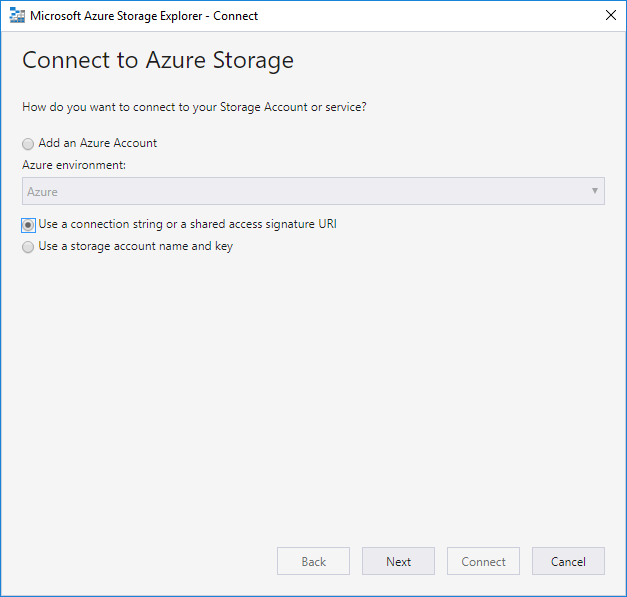 Microsoft Azure Storage Explorer - Connect
Connect to Azure Storage
How do you want to connect to your Storage Account or service?
Add an Azure Account
Azure environment:
Azure
Use a connection string or a shared access signature URI
Use a storage account name and key
Back Next Connect Cancel